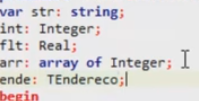 var str: string;
int: Integer;
flt: Real;
arr: array of Integer;
ende: TEndereco;
begin